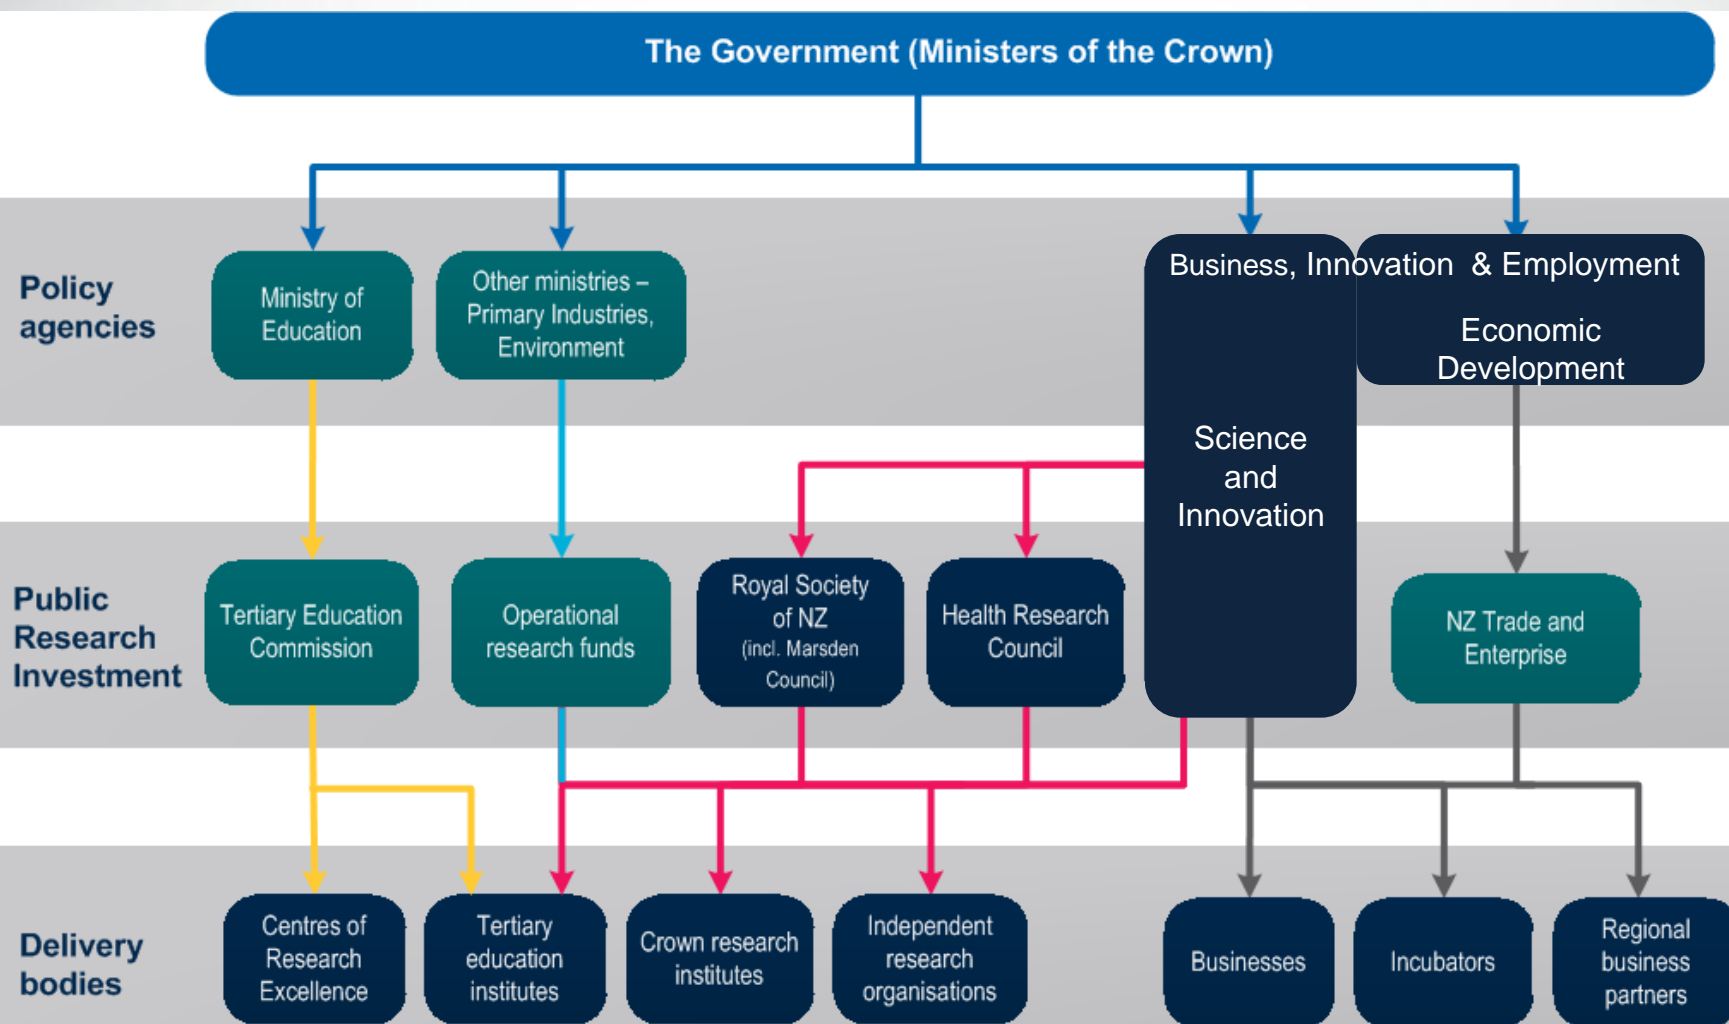 The Government (Ministers of the Crown)
Policy
agencies
Ministry of
Education
Other ministries –
Primary Industries,
Environment
Business, Innovation & Employment
Economic
Development
Science
and
Innovation
Public
Research
Investment
Tertiary Education
Commission
Operational
research funds
Royal Society
of NZ
(incl. Marsden
Council)
Health Research
Council
NZ Trade and
Enterprise
Delivery
bodies
Centres of
Research
Excellence
Tertiary
education
institutes
Crown research
institutes
Independent
research
organisations
Businesses
Incubators
Regional
business
partners